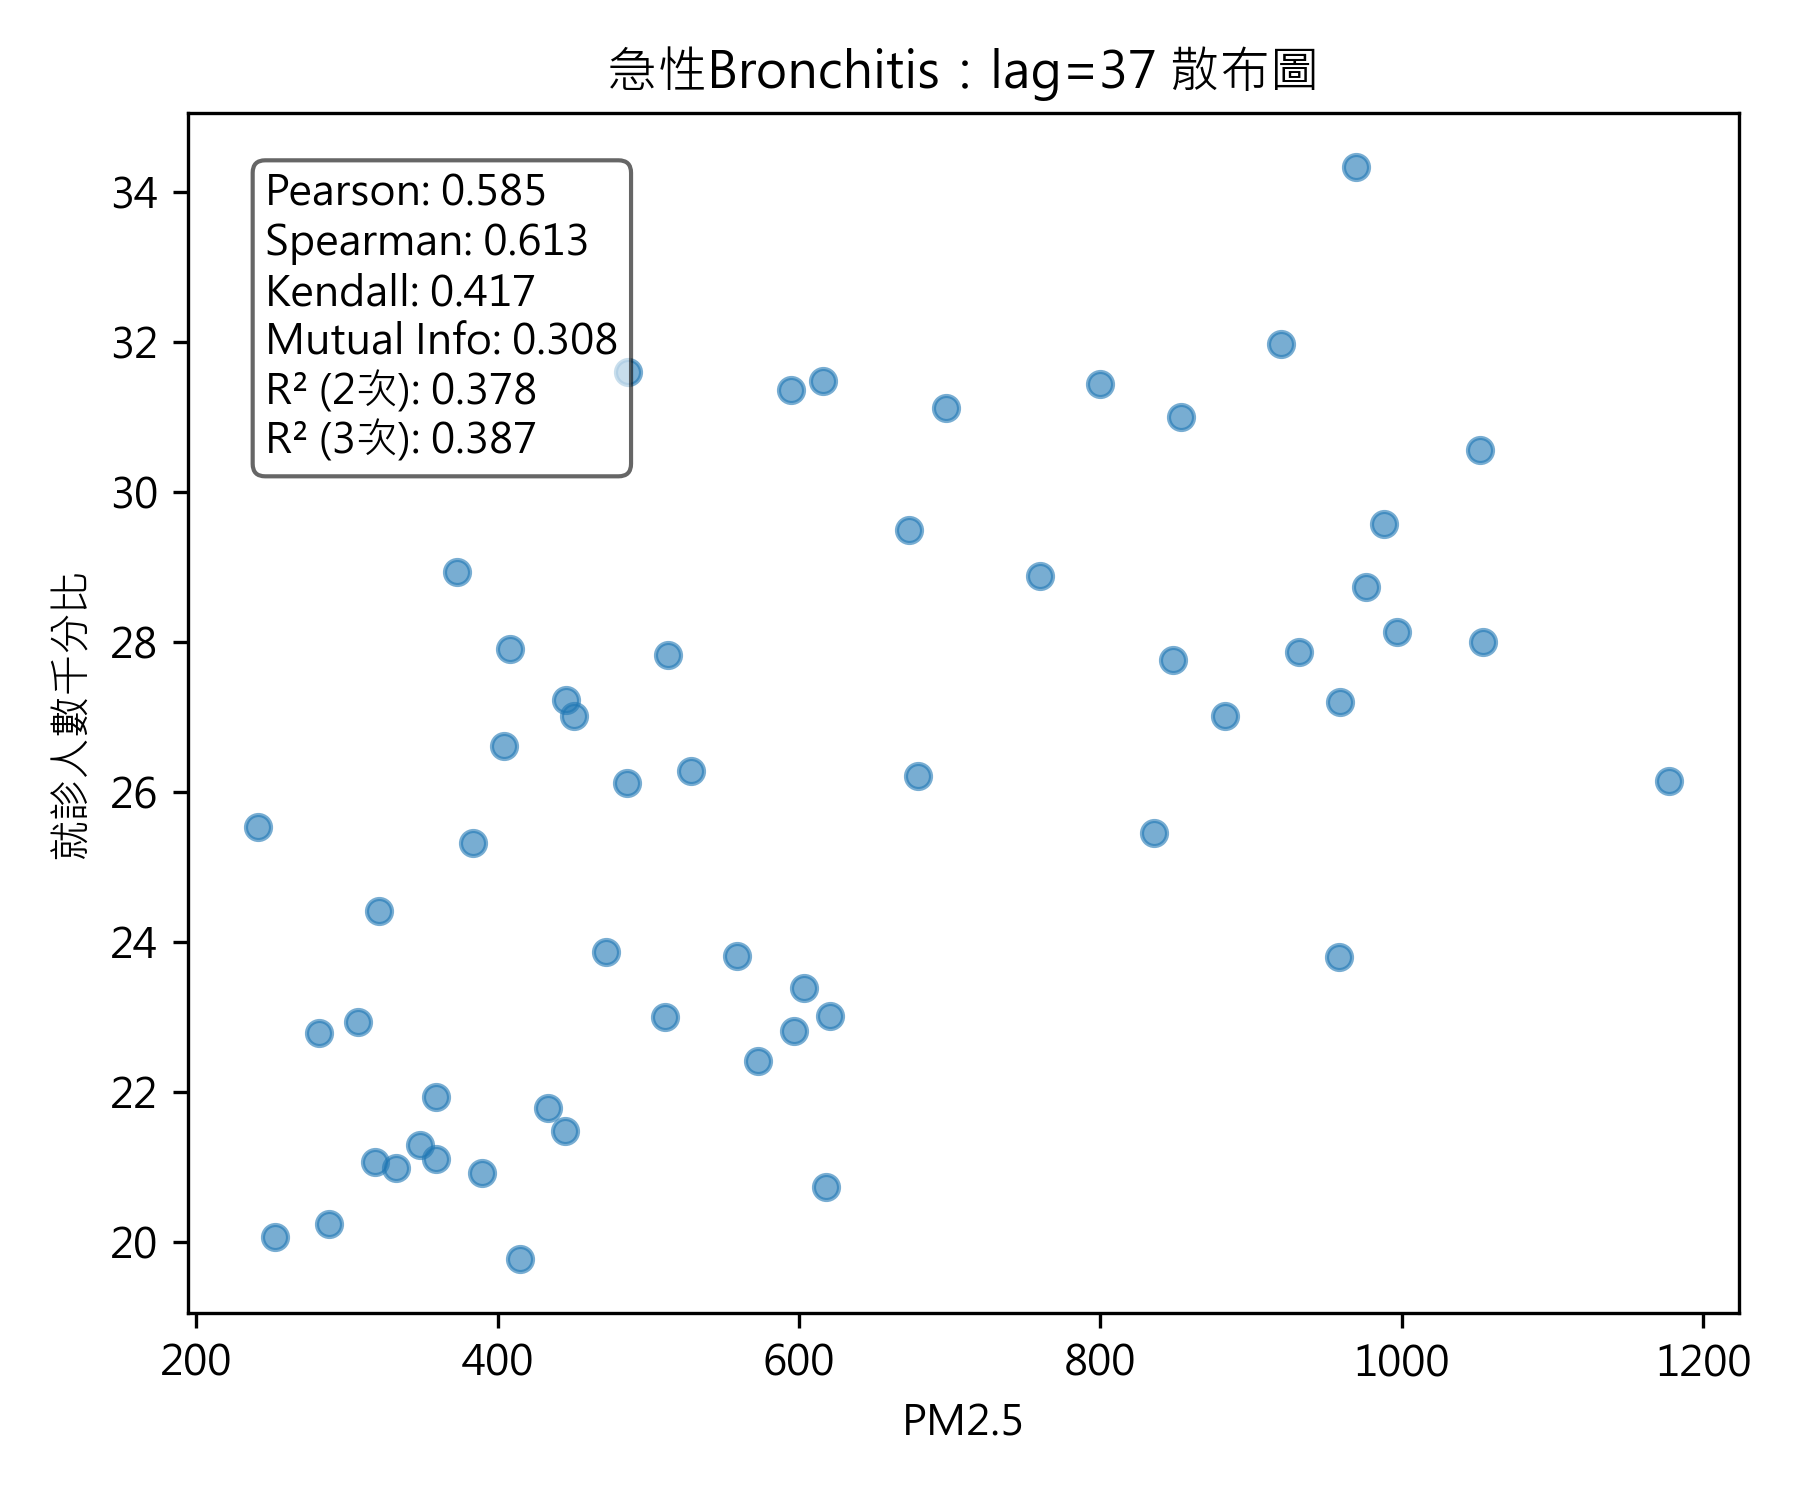 急性Bronchitis：lag=37 散布圖
Pearson: 0.585
Spearman: 0.613
Kendall: 0.417
Mutual Info: 0.308
R² (2次): 0.378
R² (3次): 0.387
就診人數千分比
34
32
30
28
26
24
22
20
200 400 600 800 1000 1200
PM2.5